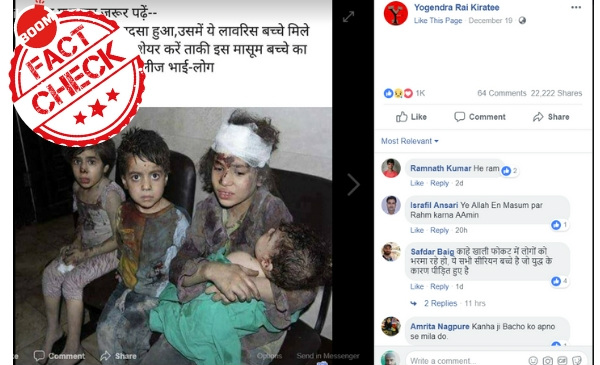 जरूर पढ़ें--
हुआ,उसमें ये लावरिस बच्चे मिले
शेयर करें ताकी इस मासूम बच्चे का
भाई-लोग
BOOM
FACT
CHECK
Comment Share Options Send in Messenger
Yogendra Rai Kiratee
Like This Page · December 19 ·
1K 64 Comments 22,222 Shares
Like Comment Share
Most Relevant
Ramnath Kumar He ram
2
Like · Reply · 2d
Israfil Ansari Ye Allah En Masum par
Rahm karna AAmin
1
Like · Reply · 20h
Safdar Baig काहे खाली फोकट में लोगों को
भरमा रहे हो. ये सभी सीरियन बच्चे है जो युद्ध के
कारण पीड़ित हुए है
4
Like · Reply · 1d
2 Replies · 11 hrs
Amrita Nagpure Kanha ji Bacho ko apno
se mila do.
1
Like · Reply
Write a comment...